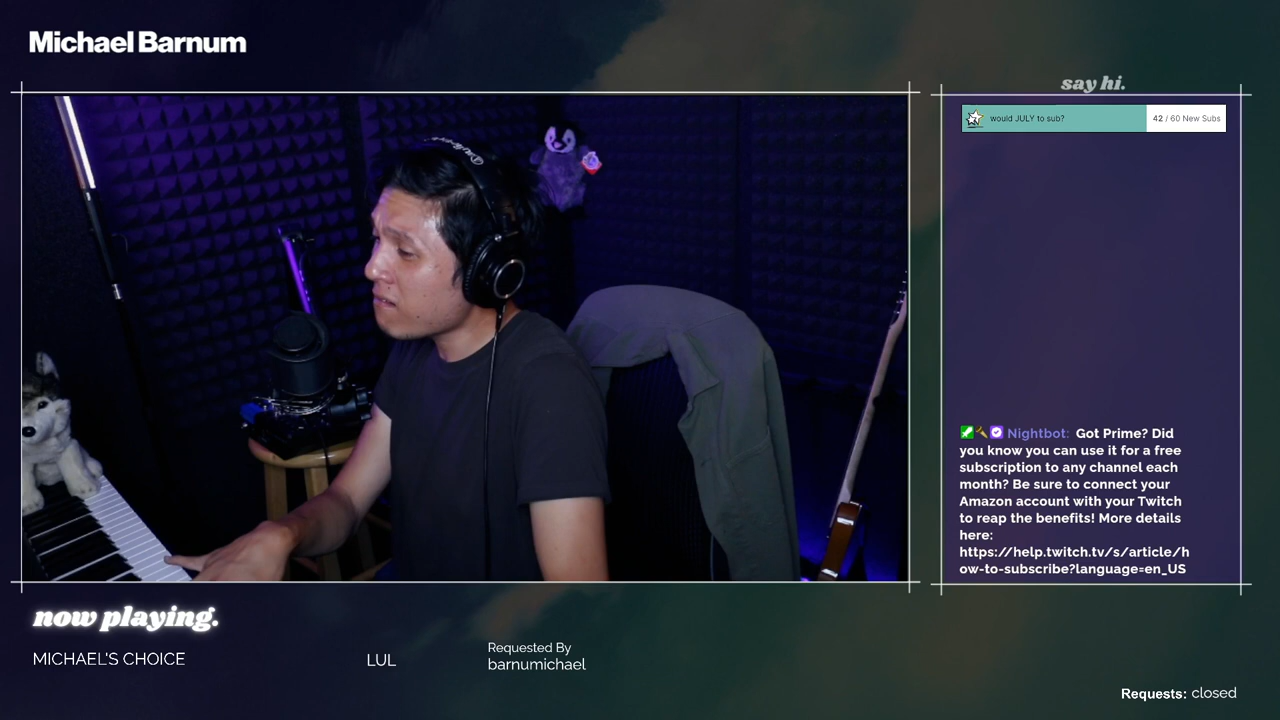 Michael Barnum
say hi.
would JULY to sub?
42 / 60 New Subs
Nightbot: Got Prime? Did
you know you can use it for a free
subscription to any channel each
month? Be sure to connect your
Amazon account with your Twitch
to reap the benefits! More details
here:
https://help.twitch.tv/s/article/h
ow-to-subscribe?language=en_US
now playing.
MICHAEL'S CHOICE
LUL
Requested By
barnumichael
Requests: closed